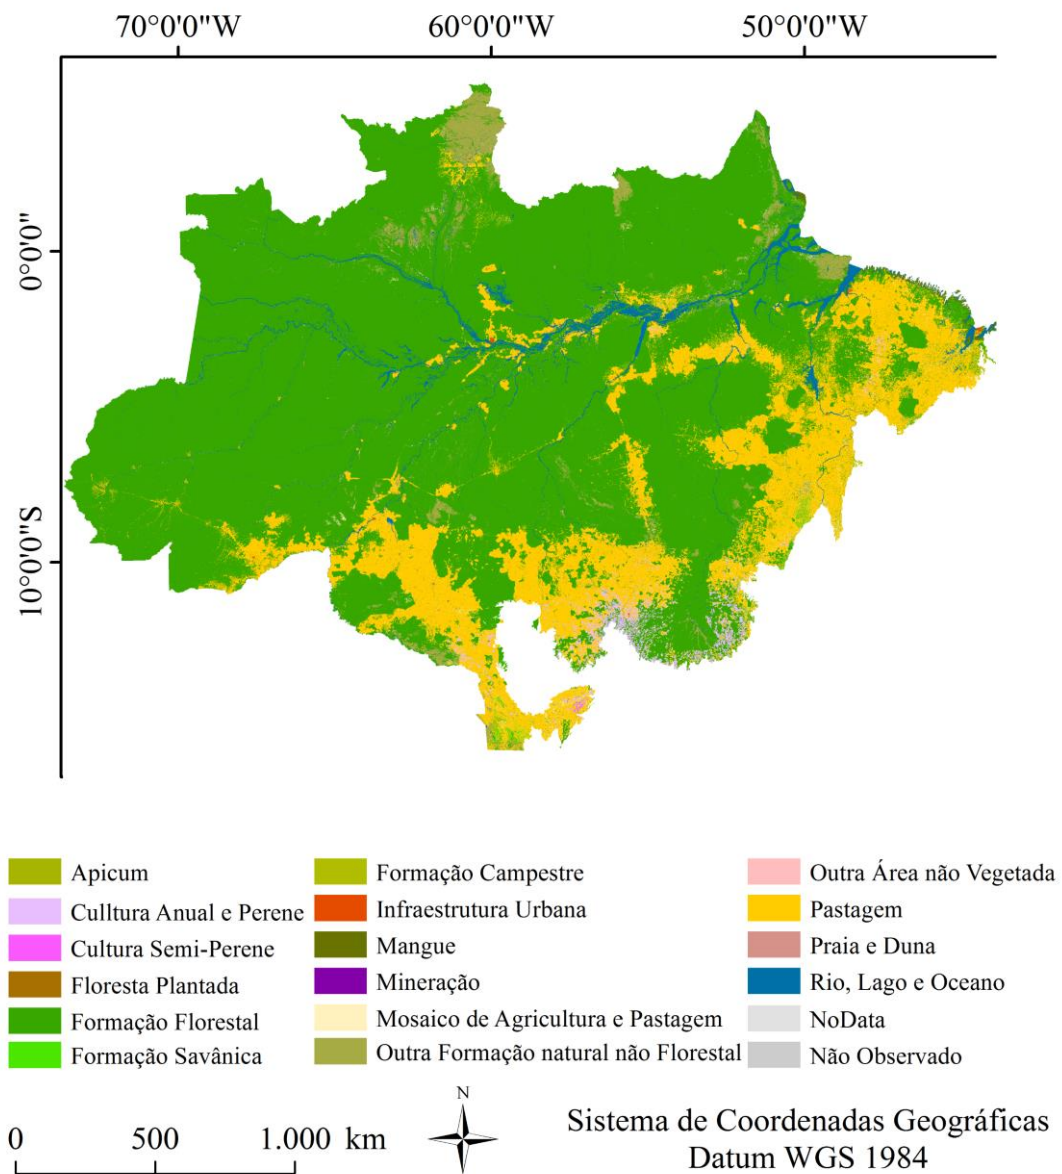 70°0'0"W 60°0'0"W 50°0'0"W
0°0'0"
10°0'0"S
Apicum
Culltura Anual e Perene
Cultura Semi-Perene
Floresta Plantada
Formação Florestal
Formação Savânica
Formação Campestre
Infraestrutura Urbana
Mangue
Mineração
Mosaico de Agricultura e Pastagem
Outra Formação natural não Florestal
Outra Área não Vegetada
Pastagem
Praia e Duna
Rio, Lago e Oceano
NoData
Não Observado
0 500 1.000 km
N
Sistema de Coordenadas Geográficas
Datum WGS 1984